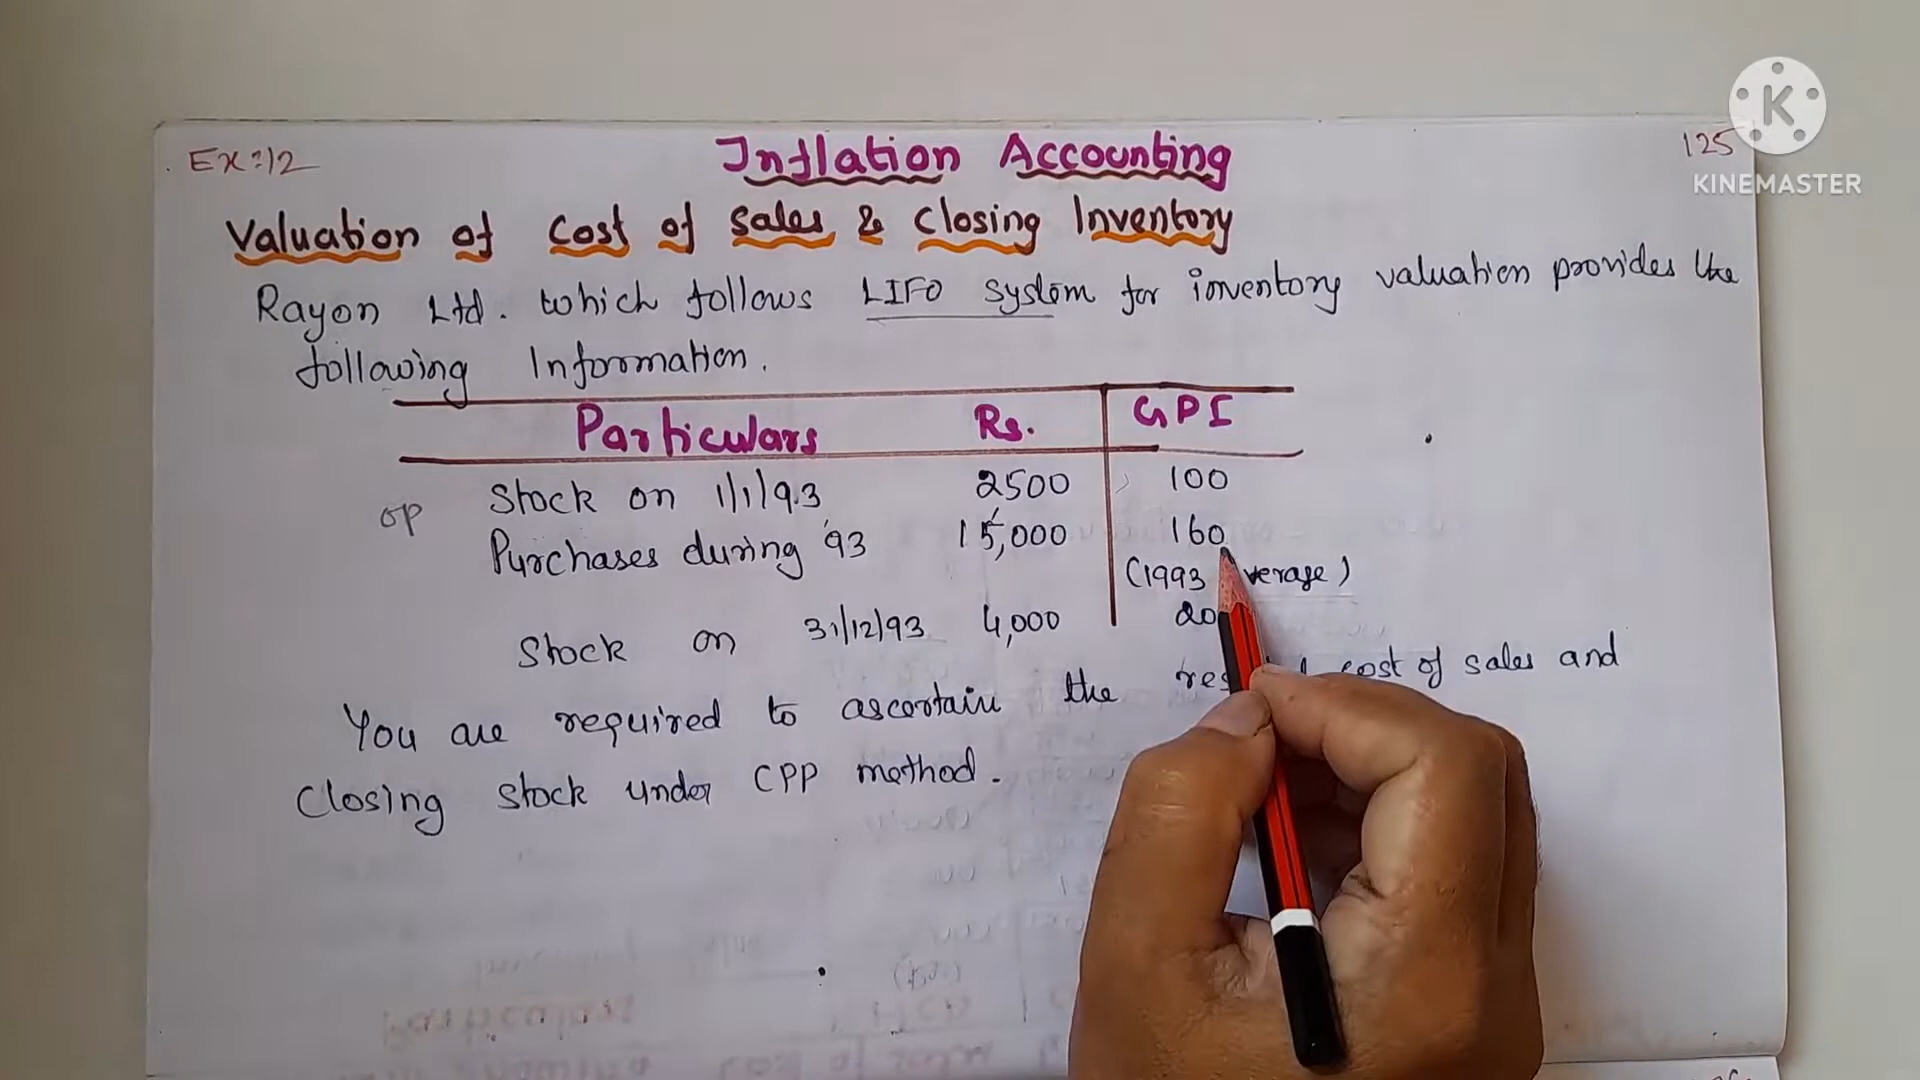 Ex:12
Inflation Accounting
125
K
KINEMASTER
Valuation of Cost of Sales & Closing Inventory
Rayon Ltd. which follows LIFO system for inventory valuation provides the
following Information.
Particulars Rs. GPI
op Stock on 1/1/93 2500 100
Purchases during '93 15,000 160
(1993 verage)
Stock on 31/12/93 4,000 20
You are required to ascertain the cost of sales and
Closing stock under CPP method.